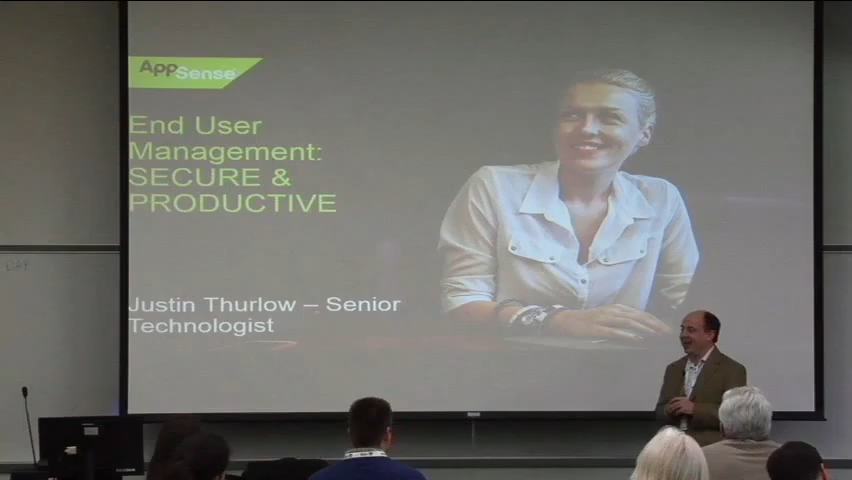 AppSense
End User
Management:
SECURE &
PRODUCTIVE
Justin Thurlow – Senior
Technologist